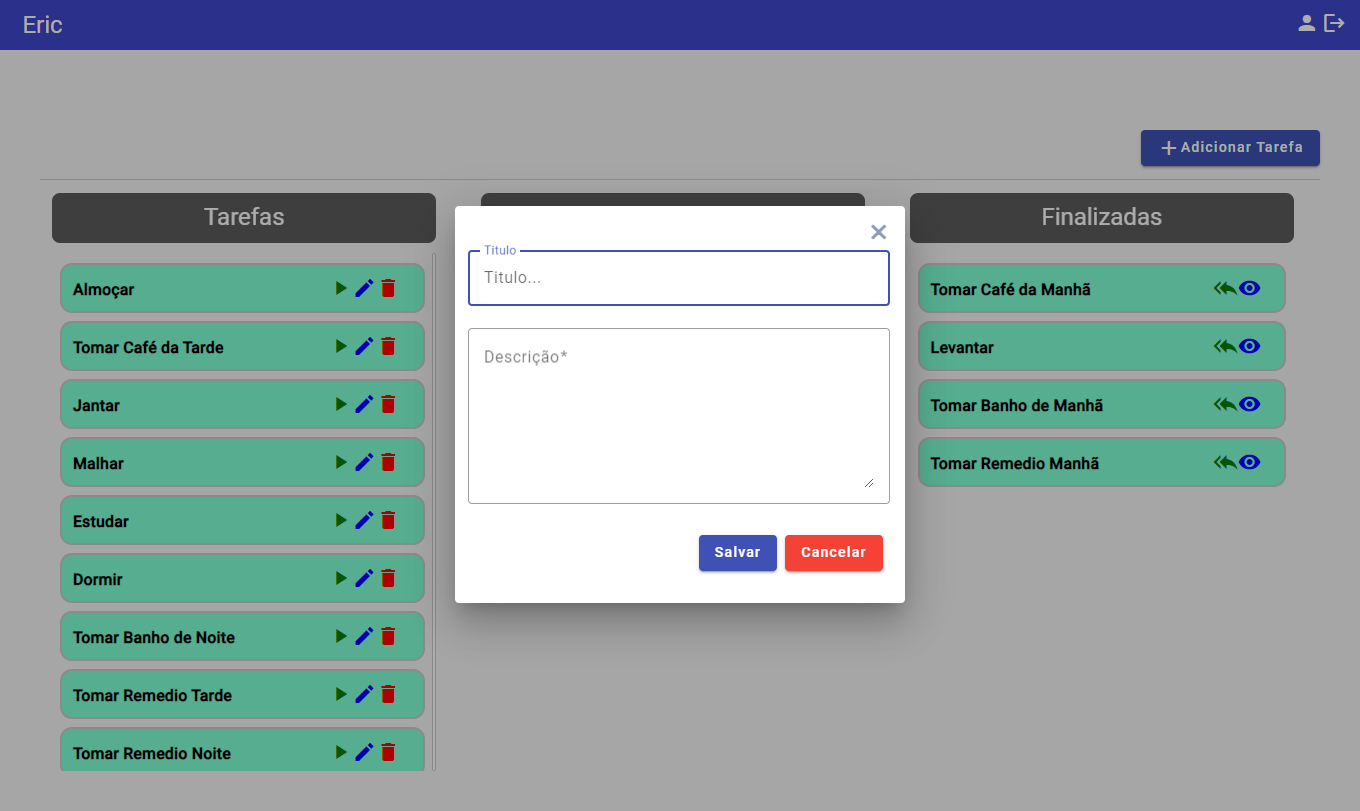 Eric
Adicionar Tarefa
Tarefas
Almoçar
Tomar Café da Tarde
Jantar
Malhar
Estudar
Dormir
Tomar Banho de Noite
Tomar Remedio Tarde
Tomar Remedio Noite
Titulo
Titulo...
Descrição*
Salvar
Cancelar
Finalizadas
Tomar Café da Manhã
Levantar
Tomar Banho de Manhã
Tomar Remedio Manhã